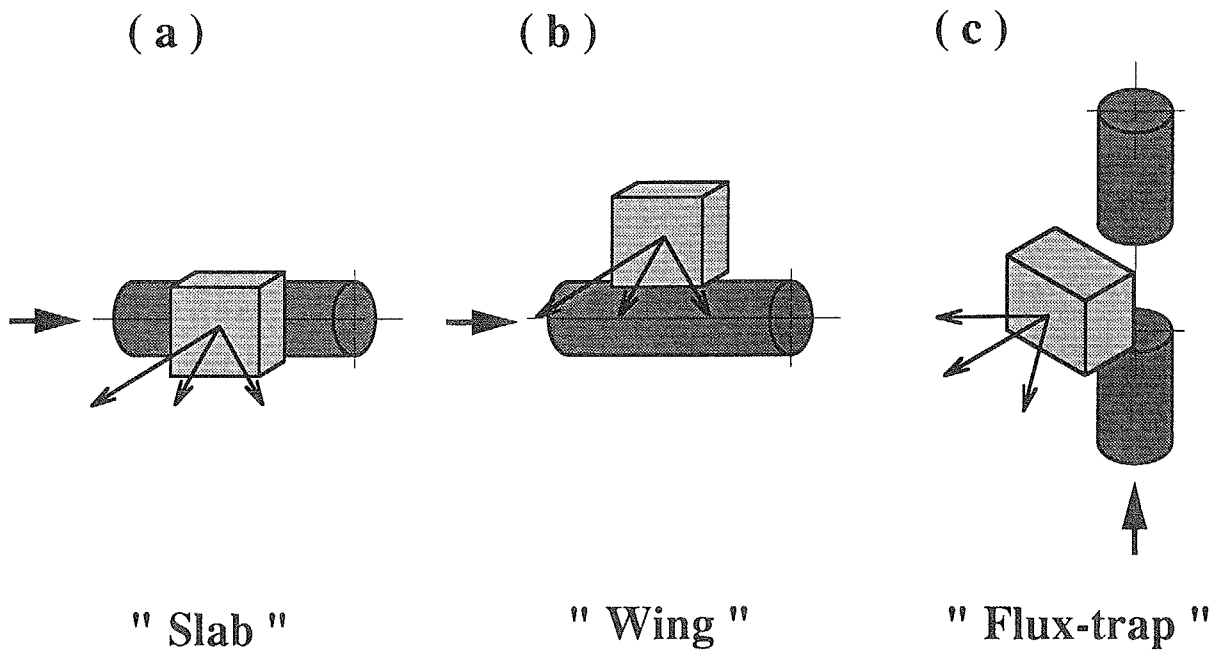 ( a ) ( b ) ( c )
" Slab " " Wing " " Flux-trap "